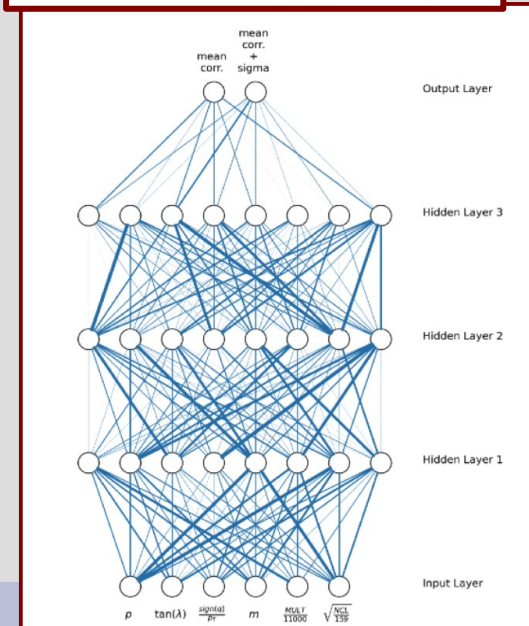 mean
corr.
mean
corr.
+
sigma
Output Layer
Hidden Layer 3
Hidden Layer 2
Hidden Layer 1
Input Layer
p tan(λ) sign(q)/p_T m MULT/11000 √(NCL/159)